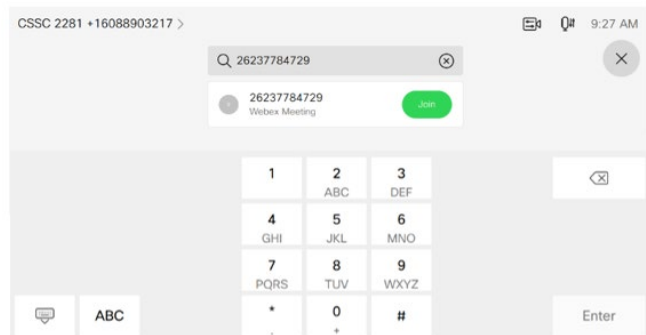 CSSC 2281 +16088903217 >
9:27 AM
26237784729
26237784729
Webex Meeting
Join
1 2 3
ABC DEF
4 5 6
GHI JKL MNO
7 8 9
PQRS TUV WXYZ
ABC * 0 # Enter
+